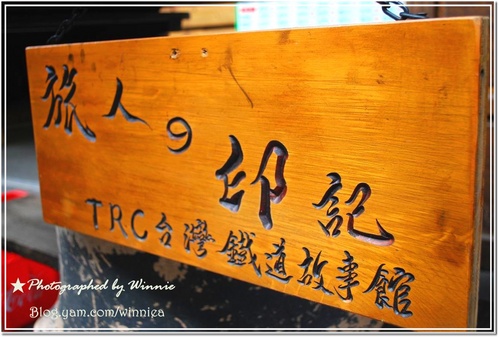 旅人の印記
TRC台灣鐵道故事館
★Photographed by Winnie
Blog.yam.com/winniea